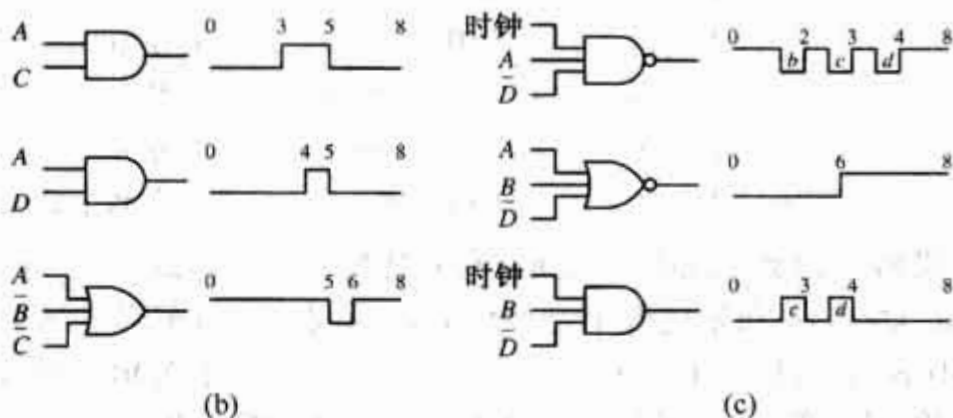 A 0 3 5 8
C
时钟 0 2 3 4 8
A b c d
D̄
A 0 4 5 8
D
A 0 6 8
B
D̄
A 0 5 6 8
B̄
C̄
时钟 0 3 4 8
B c d
D̄
(b) (c)